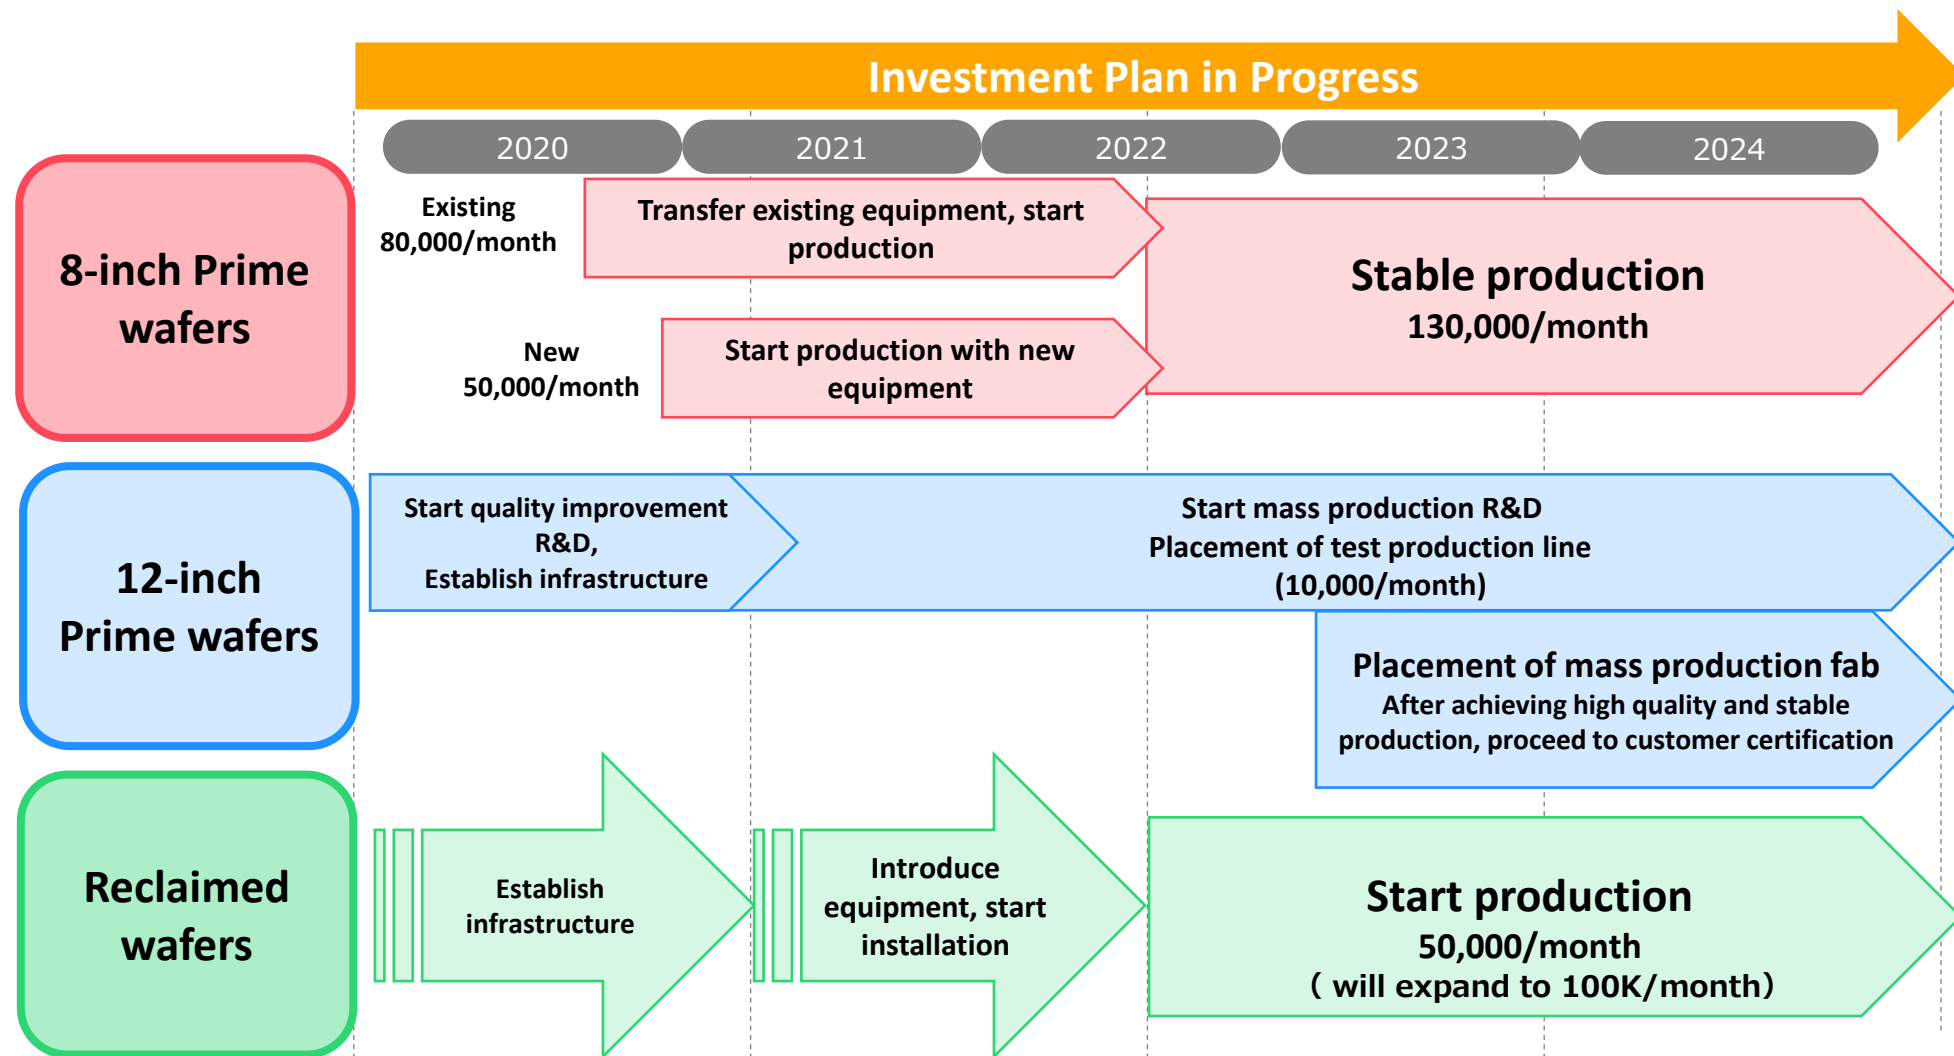 Investment Plan in Progress
2020
2021
2022
2023
2024
8-inch Prime
wafers
Existing
80,000/month
Transfer existing equipment, start
production
New
50,000/month
Start production with new
equipment
Stable production
130,000/month
12-inch
Prime wafers
Start quality improvement
R&D,
Establish infrastructure
Start mass production R&D
Placement of test production line
(10,000/month)
Placement of mass production fab
After achieving high quality and stable
production, proceed to customer certification
Reclaimed
wafers
Establish
infrastructure
Introduce
equipment, start
installation
Start production
50,000/month
（ will expand to 100K/month）